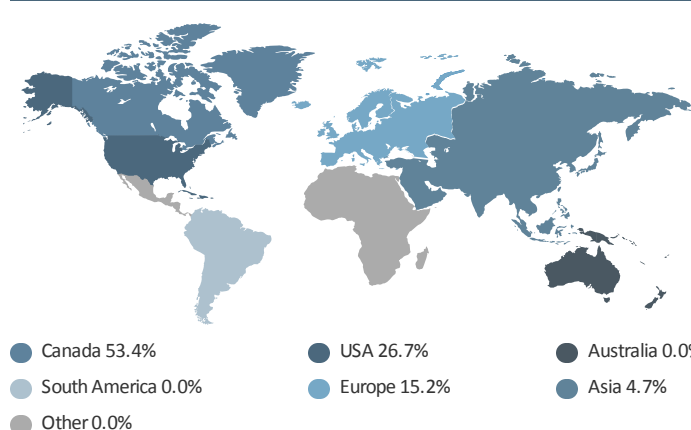 Canada 53.4%
USA 26.7%
Australia 0.0%
South America 0.0%
Europe 15.2%
Asia 4.7%
Other 0.0%